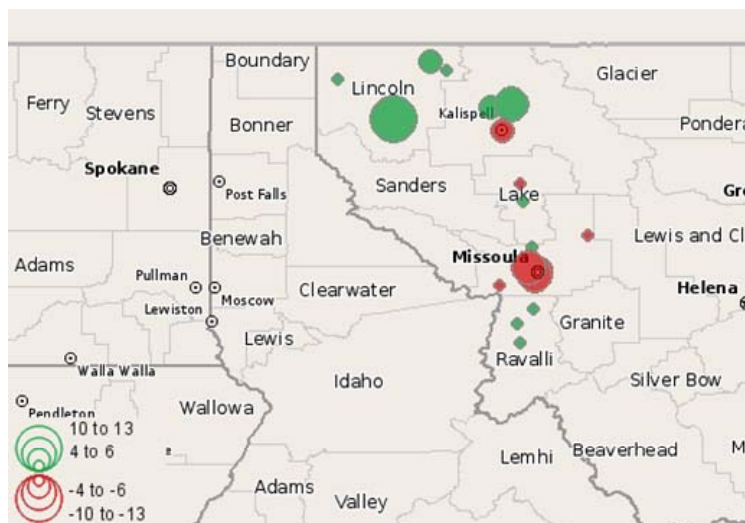 Boundary
Glacier
Lincoln
Ferry
Stevens
Kalispell
Bonner
Pondera
Spokane
Post Falls
Sanders
Lake
Gre
Benewah
Lewis and Cl
Adams
Missoula
Pullman
Moscow
Clearwater
Helena
Lewiston
Granite
Lewis
Ravalli
Walla Walla
Idaho
Silver Bow
Pendleton
Wallowa
10 to 13
4 to 6
Lemhi
Beaverhead
M
-4 to -6
Adams
Valley
-10 to -13